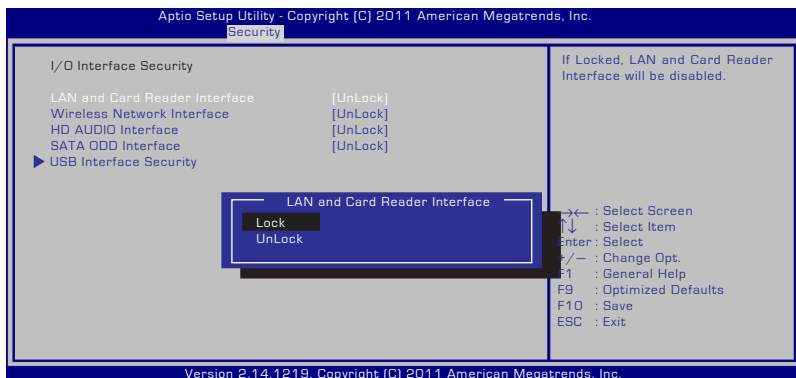 Aptio Setup Utility - Copyright (C) 2011 American Megatrends, Inc.
Security
I/O Interface Security
LAN and Card Reader Interface [UnLock]
Wireless Network Interface [UnLock]
HD AUDIO Interface [UnLock]
SATA ODD Interface [UnLock]
USB Interface Security
LAN and Card Reader Interface
Lock
UnLock
If Locked, LAN and Card Reader
Interface will be disabled.
→← : Select Screen
↑↓ : Select Item
Enter : Select
+/− : Change Opt.
F1 : General Help
F9 : Optimized Defaults
F10 : Save
ESC : Exit
Version 2.14.1219. Copyright (C) 2011 American Megatrends, Inc.